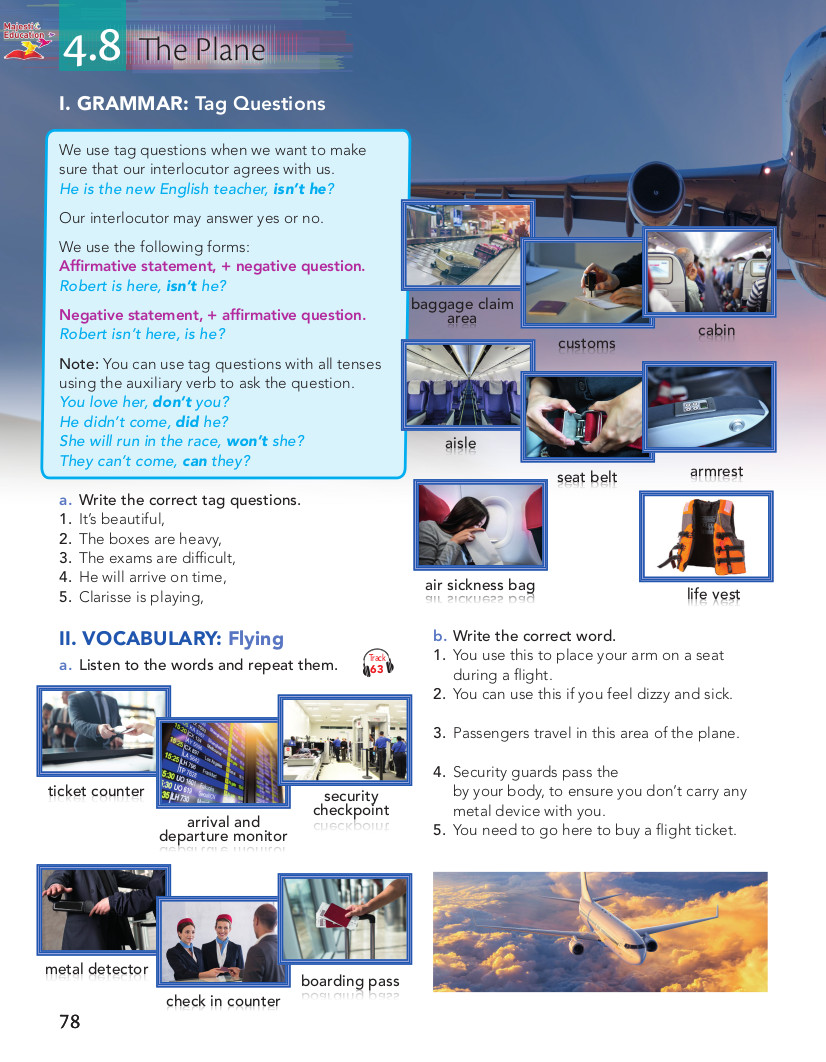 Majestic
Education
4.8 The Plane
I. GRAMMAR: Tag Questions
We use tag questions when we want to make
sure that our interlocutor agrees with us.
He is the new English teacher, isn't he?
Our interlocutor may answer yes or no.
We use the following forms:
Affirmative statement, + negative question.
Robert is here, isn't he?
Negative statement, + affirmative question.
Robert isn't here, is he?
Note: You can use tag questions with all tenses
using the auxiliary verb to ask the question.
You love her, don't you?
He didn't come, did he?
She will run in the race, won't she?
They can't come, can they?
a. Write the correct tag questions.
1. It's beautiful,
2. The boxes are heavy,
3. The exams are difficult,
4. He will arrive on time,
5. Clarisse is playing,
baggage claim
area
customs
cabin
aisle
seat belt
armrest
air sickness bag
life vest
II. VOCABULARY: Flying
a. Listen to the words and repeat them.
Track
63
ticket counter
arrival and
departure monitor
security
checkpoint
metal detector
check in counter
boarding pass
b. Write the correct word.
1. You use this to place your arm on a seat
during a flight.
2. You can use this if you feel dizzy and sick.
3. Passengers travel in this area of the plane.
4. Security guards pass the
by your body, to ensure you don't carry any
metal device with you.
5. You need to go here to buy a flight ticket.
78